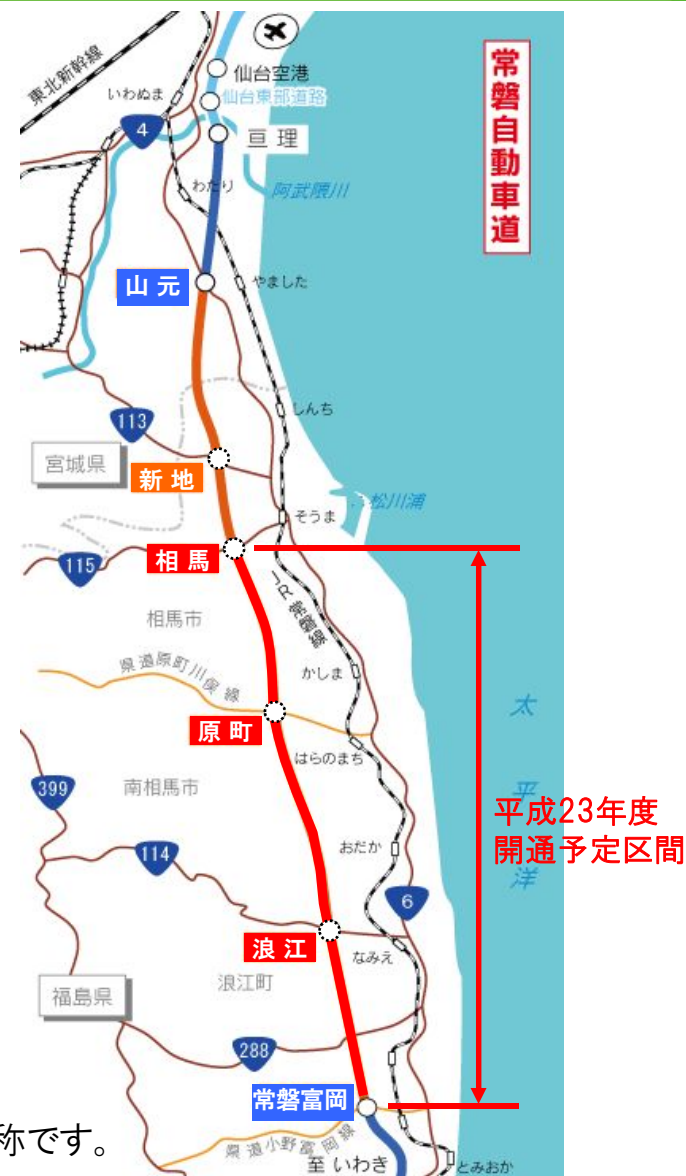 常磐自動車道
東北新幹線
仙台空港
いわぬま
仙台東部道路
4
亘理
わたり
阿武隈川
山元
やました
しんち
113
宮城県
新地
松川浦
そうま
相馬
115
JR常磐線
相馬市
県道原町川俣線
かしま
太平洋
原町
はらのまち
399
南相馬市
平成23年度
開通予定区間
おだか
114
6
浪江
なみえ
浪江町
福島県
288
常磐富岡
称です。
県道小野富岡線
至いわき
とみおか